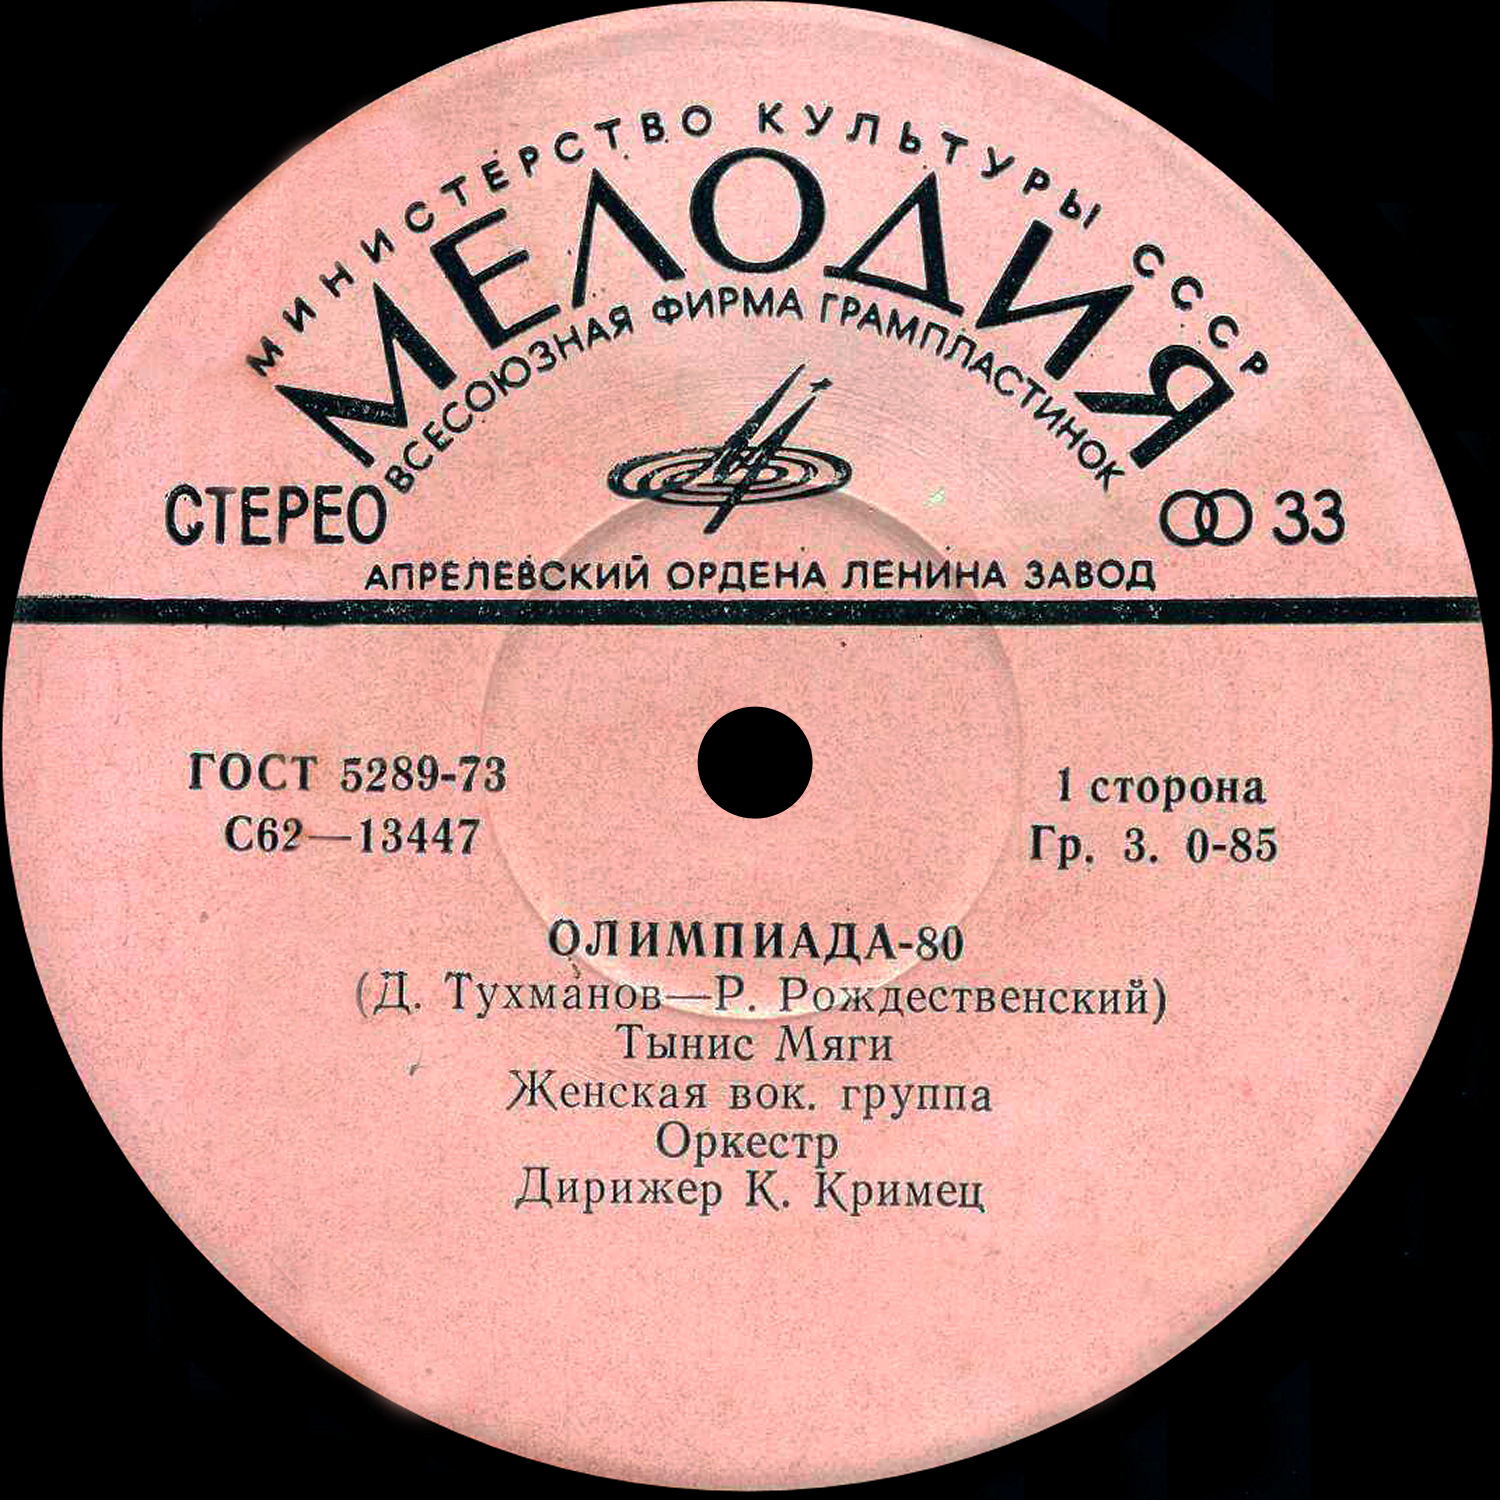 МИНИСТЕРСТВО КУЛЬТУРЫ СССР
МЕЛОДИЯ
ВСЕСОЮЗНАЯ ФИРМА ГРАМПЛАСТИНОК
СТЕРЕО 33
АПРЕЛЕВСКИЙ ОРДЕНА ЛЕНИНА ЗАВОД
ГОСТ 5289-73
С62—13447
1 сторона
Гр. 3. 0-85
ОЛИМПИАДА-80
(Д. Тухманов—Р. Рождественский)
Тынис Мяги
Женская вок. группа
Оркестр
Дирижер К. Кримец